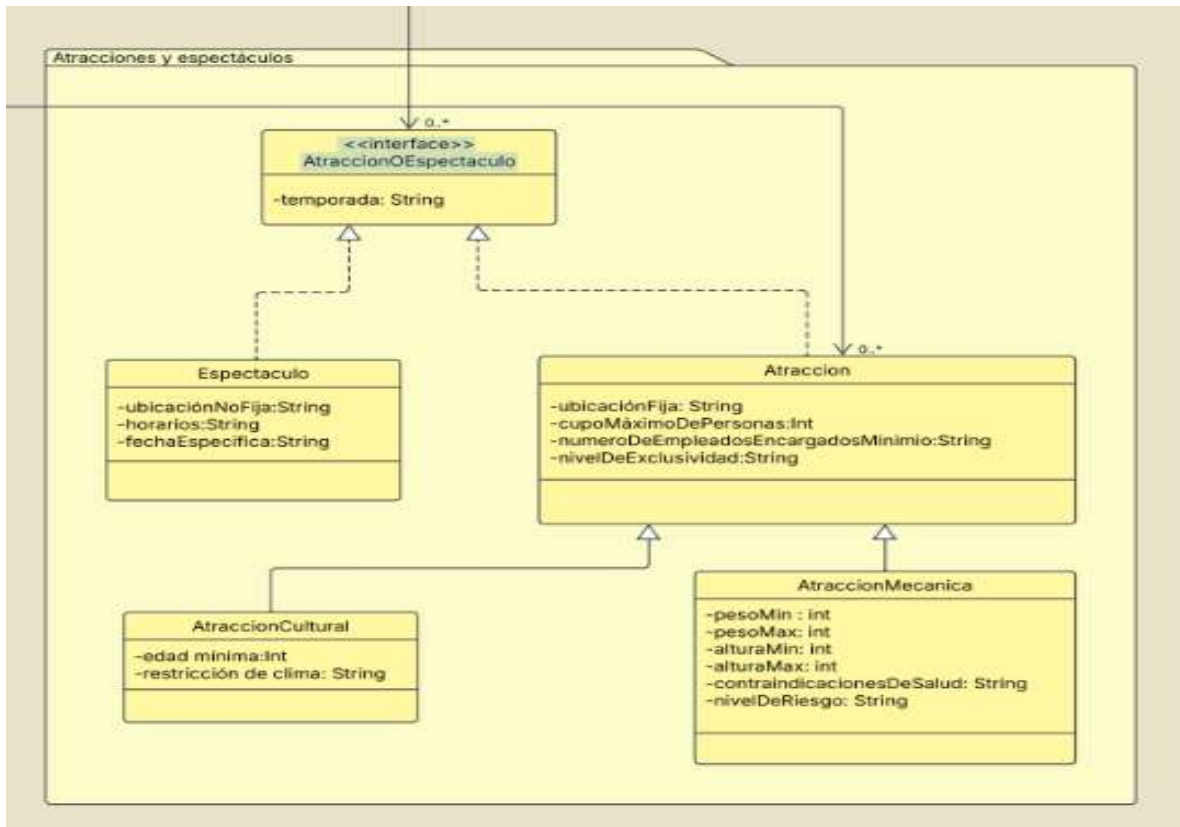 Atracciones y espectáculos
0..*
<<interface>>
AtraccionOEspectaculo
-temporada: String
Espectaculo
-ubicaciónNoFija:String
-horarios:String
-fechaEspecífica:String
0..*
Atraccion
-ubicaciónFija: String
-cupoMáximoDePersonas:Int
-numeroDeEmpleadosEncargadosMinimio:String
-nivelDeExclusividad:String
AtraccionCultural
-edad mínima:Int
-restricción de clima: String
AtraccionMecanica
-pesoMin : int
-pesoMax: int
-alturaMin: int
-alturaMax: int
-contraindicacionesDeSalud: String
-nivelDeRiesgo: String